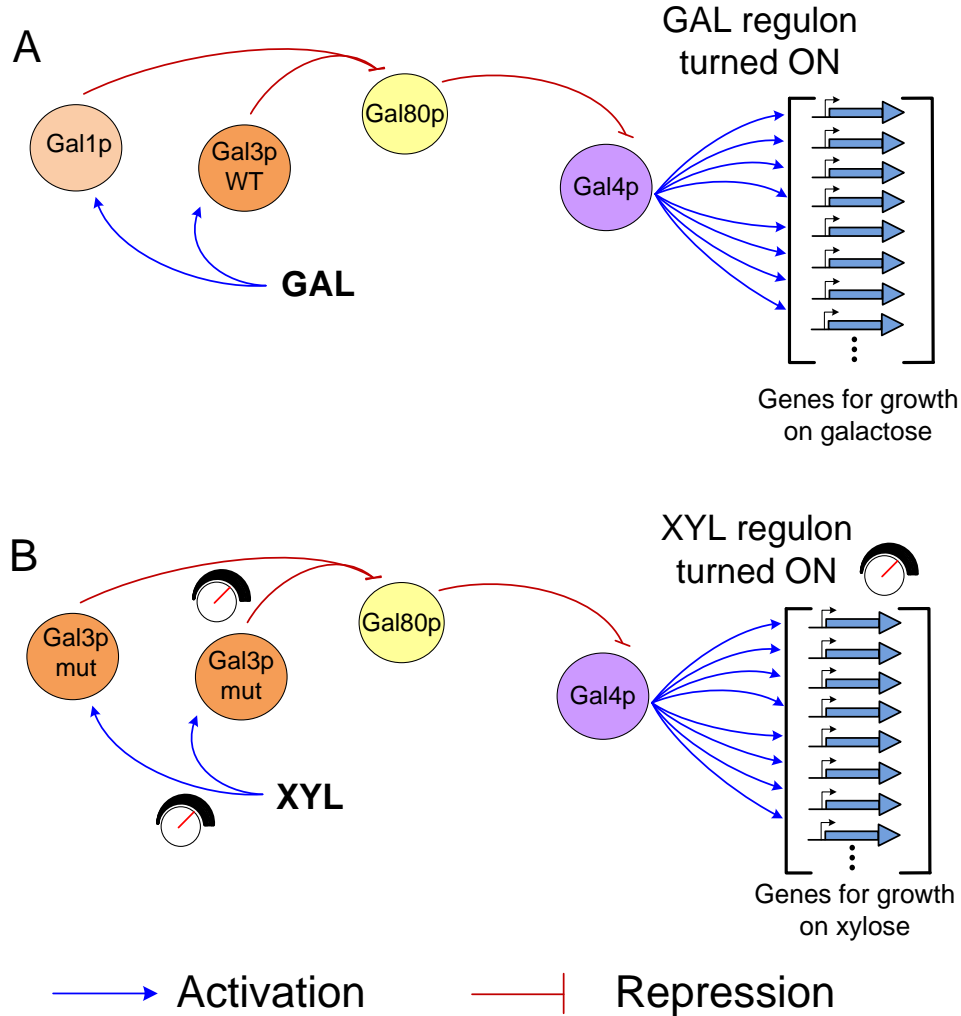 A
GAL regulon
turned ON
Gal1p
Gal3p
WT
Gal80p
Gal4p
GAL
Genes for growth
on galactose
B
XYL regulon
turned ON
Gal3p
mut
Gal3p
mut
Gal80p
Gal4p
XYL
Genes for growth
on xylose
Activation
Repression